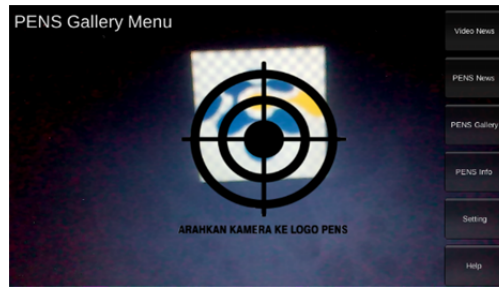 PENS Gallery Menu
Video News
PENS News
PENS Gallery
PENS Info
Setting
Help
ARAHKAN KAMERA KE LOGO PENS